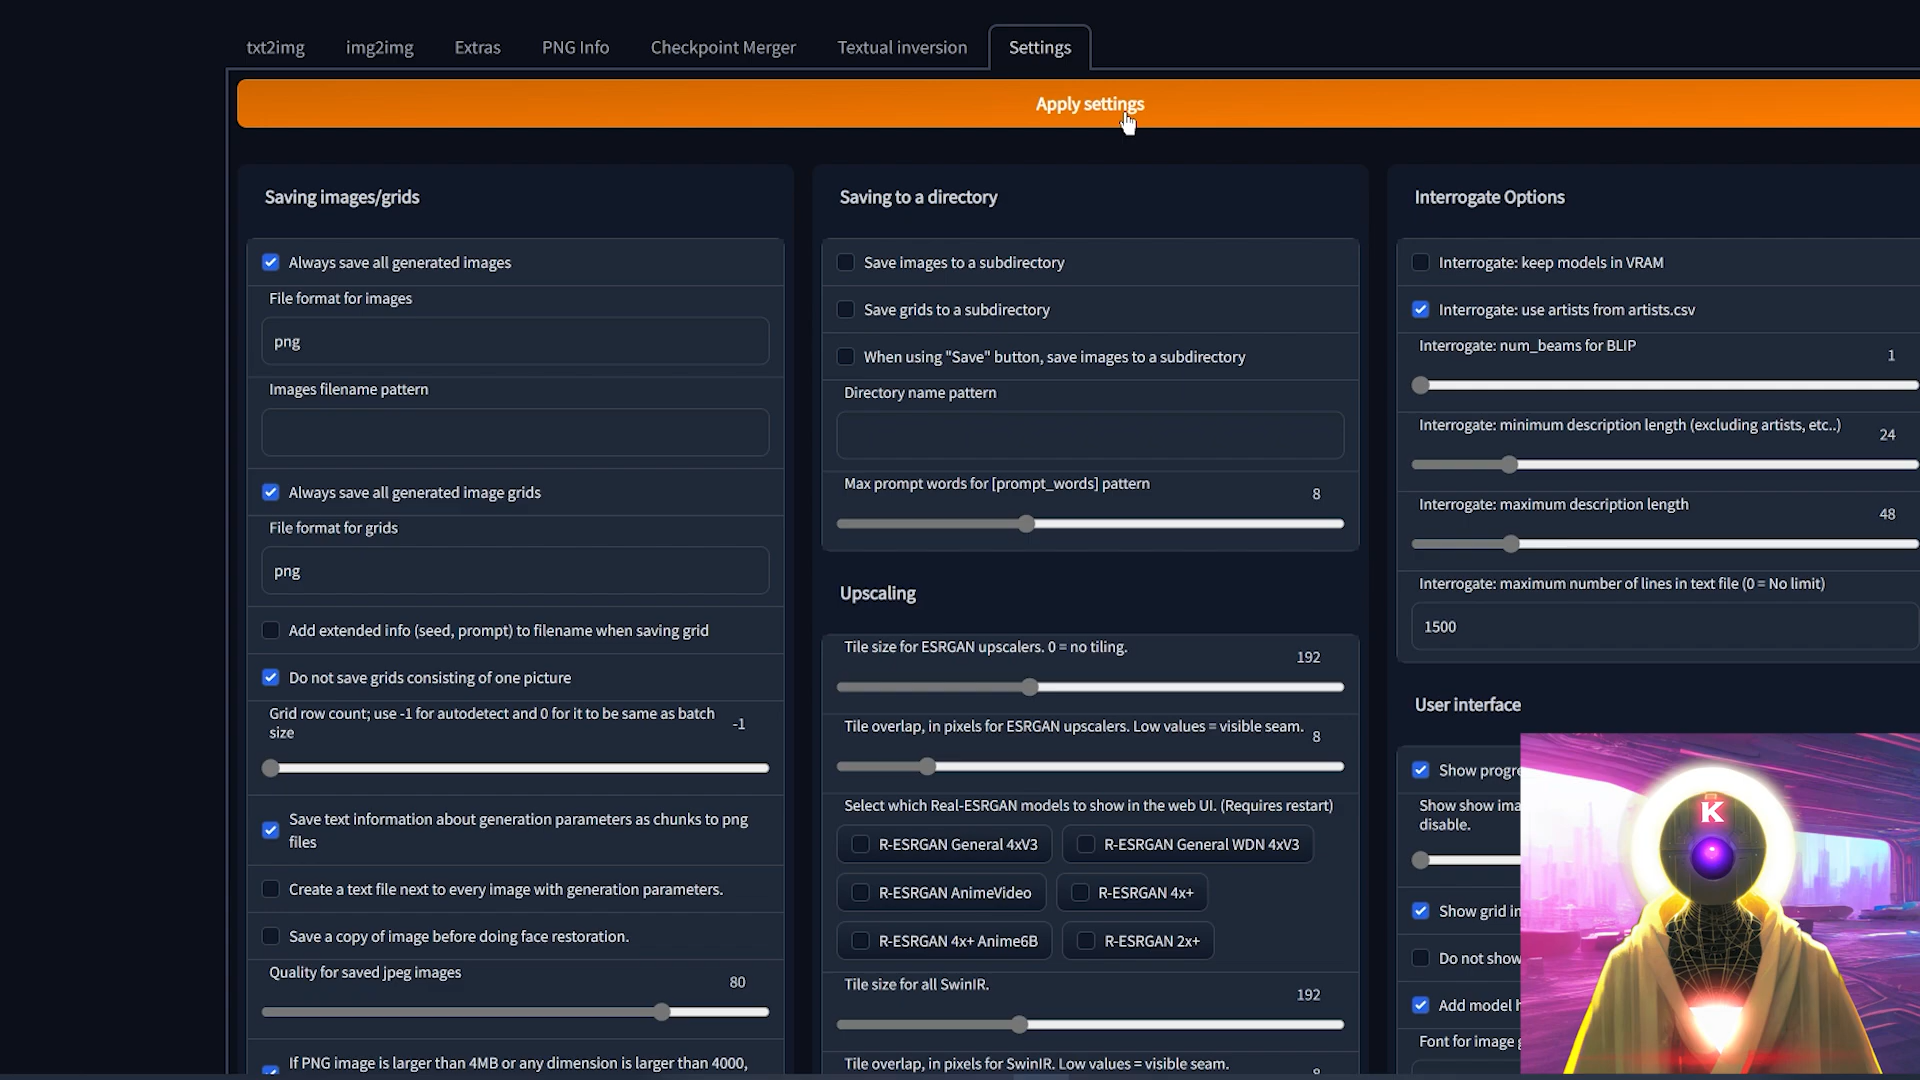 txt2img
img2img
Extras
PNG Info
Checkpoint Merger
Textual inversion
Settings
Apply settings
Saving images/grids
Always save all generated images
File format for images
png
Images filename pattern
Always save all generated image grids
File format for grids
png
Add extended info (seed, prompt) to filename when saving grid
Do not save grids consisting of one picture
Grid row count; use -1 for autodetect and 0 for it to be same as batch
size
-1
Save text information about generation parameters as chunks to png
files
Create a text file next to every image with generation parameters.
Save a copy of image before doing face restoration.
Quality for saved jpeg images
80
If PNG image is larger than 4MB or any dimension is larger than 4000,
Saving to a directory
Save images to a subdirectory
Save grids to a subdirectory
When using "Save" button, save images to a subdirectory
Directory name pattern
Max prompt words for [prompt_words] pattern
8
Upscaling
Tile size for ESRGAN upscalers. 0 = no tiling.
192
Tile overlap, in pixels for ESRGAN upscalers. Low values = visible seam.
8
Select which Real-ESRGAN models to show in the web UI. (Requires restart)
R-ESRGAN General 4xV3
R-ESRGAN General WDN 4xV3
R-ESRGAN AnimeVideo
R-ESRGAN 4x+
R-ESRGAN 4x+ Anime6B
R-ESRGAN 2x+
Tile size for all SwinIR.
192
Tile overlap, in pixels for SwinIR. Low values = visible seam.
Interrogate Options
Interrogate: keep models in VRAM
Interrogate: use artists from artists.csv
Interrogate: num_beams for BLIP
1
Interrogate: minimum description length (excluding artists, etc..)
24
Interrogate: maximum description length
48
Interrogate: maximum number of lines in text file (0 = No limit)
1500
User interface
Show progre
Show show ima
disable.
Show grid in
Do not show
Add model h
Font for image g
K